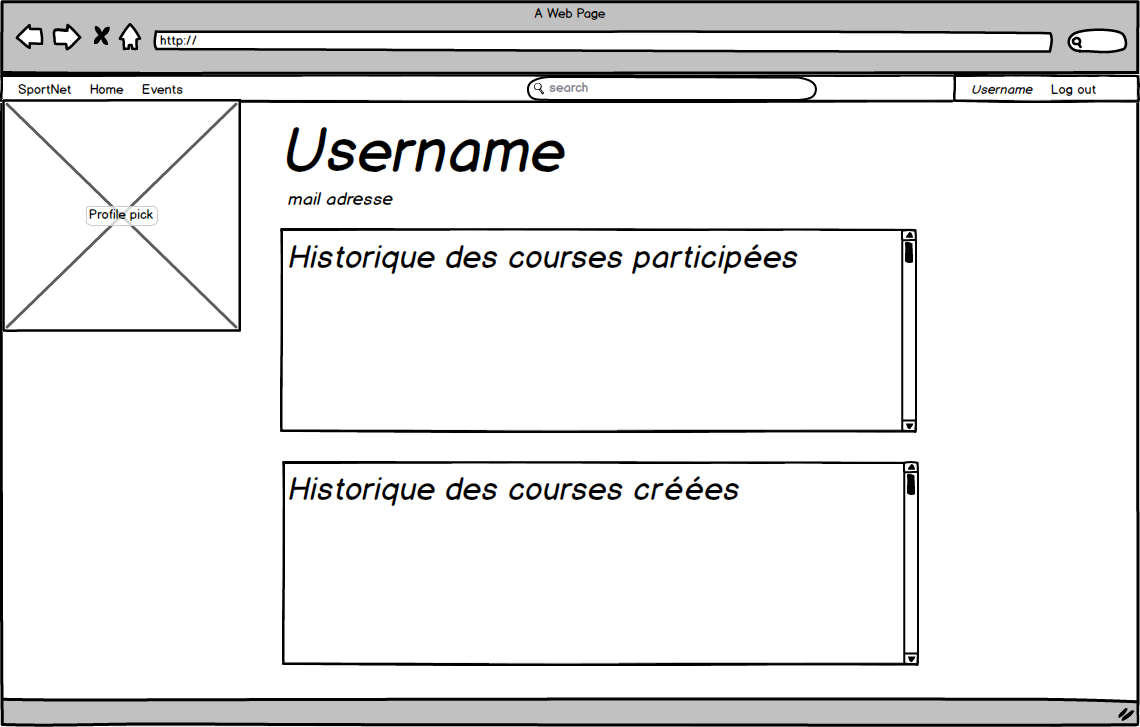 A Web Page
http://
SportNet Home Events search Username Log out
Username
mail adresse
Profile pick
Historique des courses participées
Historique des courses créées